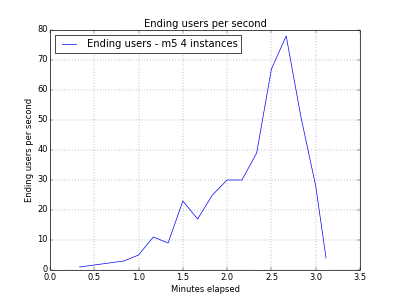 Ending users per second
Ending users - m5 4 instances
Ending users per second
80
70
60
50
40
30
20
10
0
0.0 0.5 1.0 1.5 2.0 2.5 3.0 3.5
Minutes elapsed